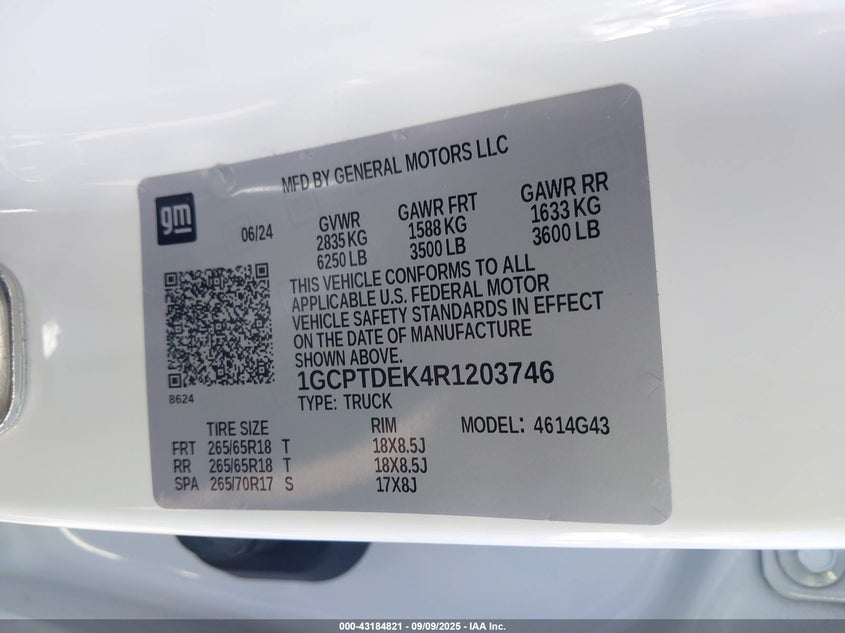 MFD BY GENERAL MOTORS LLC
gm
06/24
GVWR GAWR FRT GAWR RR
2835 KG 1588 KG 1633 KG
6250 LB 3500 LB 3600 LB
THIS VEHICLE CONFORMS TO ALL
APPLICABLE U.S. FEDERAL MOTOR
VEHICLE SAFETY STANDARDS IN EFFECT
ON THE DATE OF MANUFACTURE
SHOWN ABOVE.
1GCPTDEK4R1203746
8624
TYPE: TRUCK
TIRE SIZE RIM MODEL: 4614G43
FRT 265/65R18 T 18X8.5J
RR 265/65R18 T 18X8.5J
SPA 265/70R17 S 17X8J
000-43184821 - 09/09/2025 - IAA Inc.